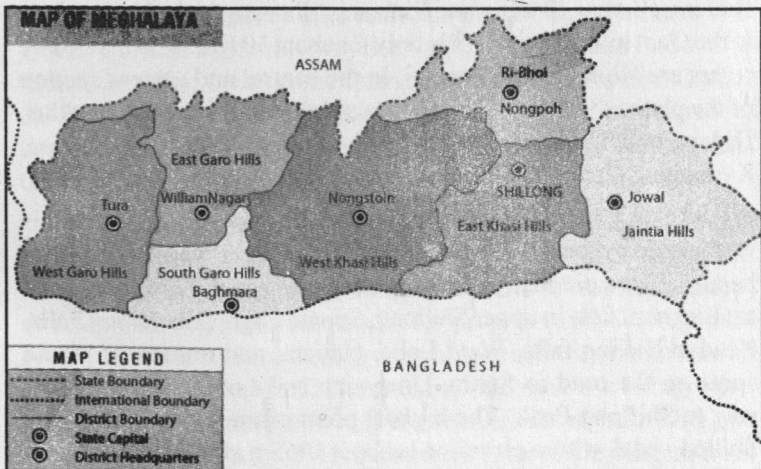 MAP OF MEGHALAYA
ASSAM
Ri-Bhoi
Nongpoh
East Garo Hills
Tura
WilliamNagar
Nongstoin
SHILLONG
Jowal
East Khasi Hills
Jaintia Hills
West Garo Hills
South Garo Hills
West Khasi Hills
Baghmara
BANGLADESH
MAP LEGEND
State Boundary
International Boundary
District Boundary
State Capital
District Headquarters